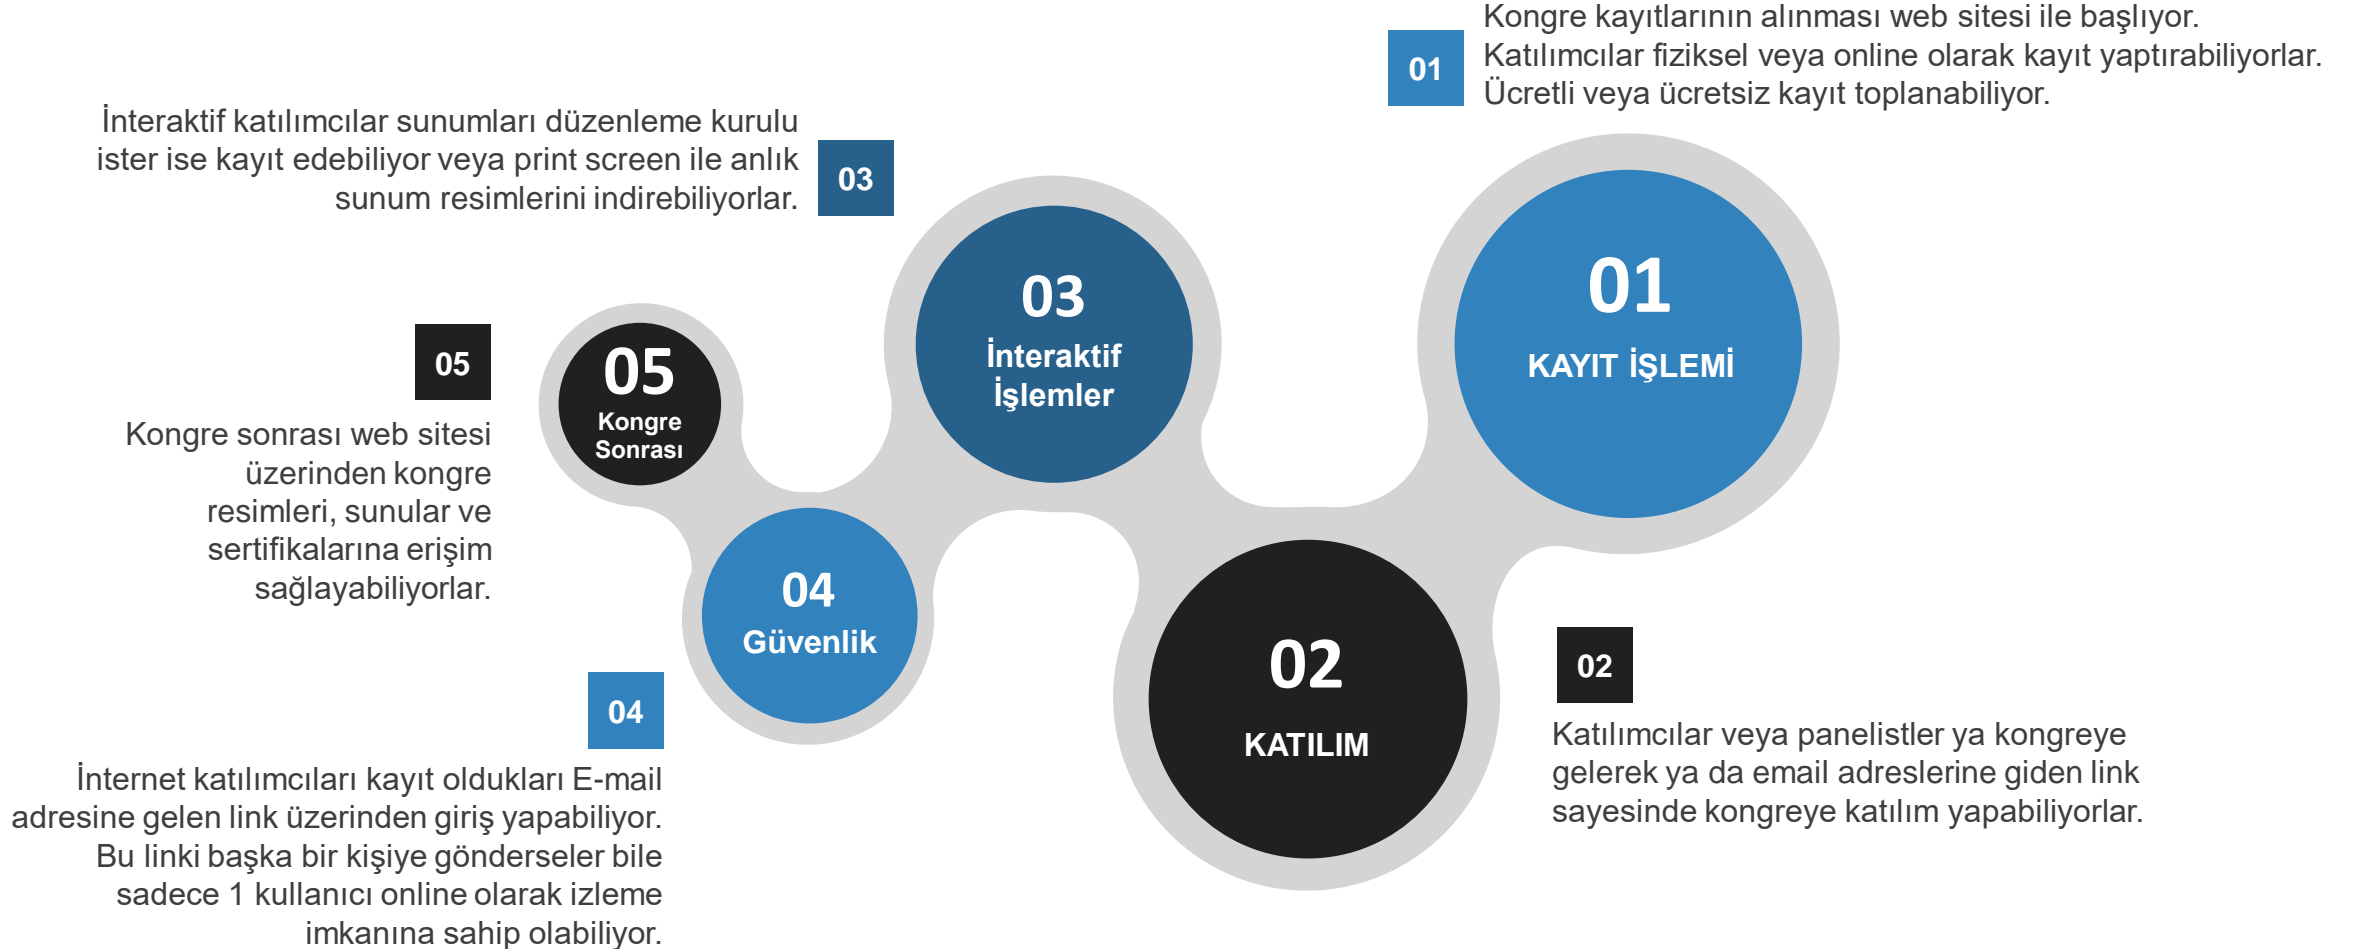 Kongre kayıtlarının alınması web sitesi ile başlıyor.
Katılımcılar fiziksel veya online olarak kayıt yaptırabiliyorlar.
Ücretli veya ücretsiz kayıt toplanabiliyor.
01
01
KAYIT İŞLEMİ
02
KATILIM
02
Katılımcılar veya panelistler ya kongreye
gelerek ya da email adreslerine giden link
sayesinde kongreye katılım yapabiliyorlar.
İnteraktif katılımcılar sunumları düzenleme kurulu
ister ise kayıt edebiliyor veya print screen ile anlık
sunum resimlerini indirebiliyorlar.
03
03
İnteraktif
İşlemler
04
Güvenlik
04
İnternet katılımcıları kayıt oldukları E-mail
adresine gelen link üzerinden giriş yapabiliyor.
Bu linki başka bir kişiye gönderseler bile
sadece 1 kullanıcı online olarak izleme
imkanına sahip olabiliyor.
05
Kongre
Sonrası
05
Kongre sonrası web sitesi
üzerinden kongre
resimleri, sunular ve
sertifikalarına erişim
sağlayabiliyorlar.